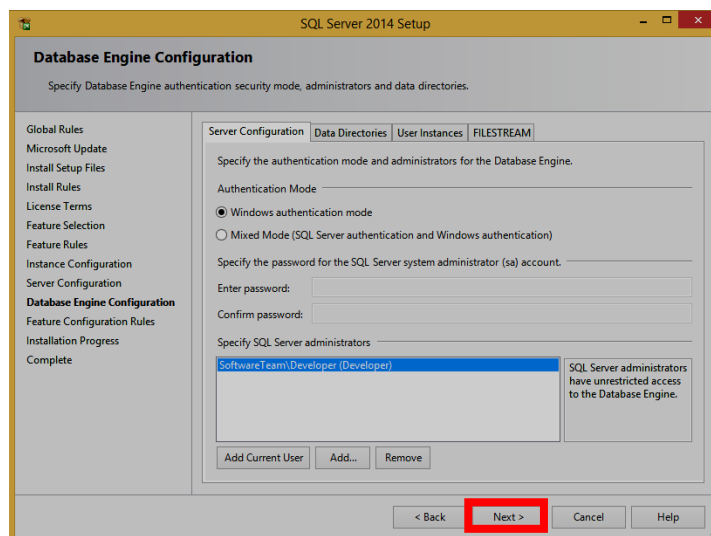 SQL Server 2014 Setup
Database Engine Configuration
Specify Database Engine authentication security mode, administrators and data directories.
Global Rules
Microsoft Update
Install Setup Files
Install Rules
License Terms
Feature Selection
Feature Rules
Instance Configuration
Server Configuration
Database Engine Configuration
Feature Configuration Rules
Installation Progress
Complete
Server Configuration Data Directories User Instances FILESTREAM
Specify the authentication mode and administrators for the Database Engine.
Authentication Mode
Windows authentication mode
Mixed Mode (SQL Server authentication and Windows authentication)
Specify the password for the SQL Server system administrator (sa) account.
Enter password:
Confirm password:
Specify SQL Server administrators
SoftwareTeam\Developer (Developer)
SQL Server administrators
have unrestricted access
to the Database Engine.
Add Current User Add... Remove
< Back Next > Cancel Help